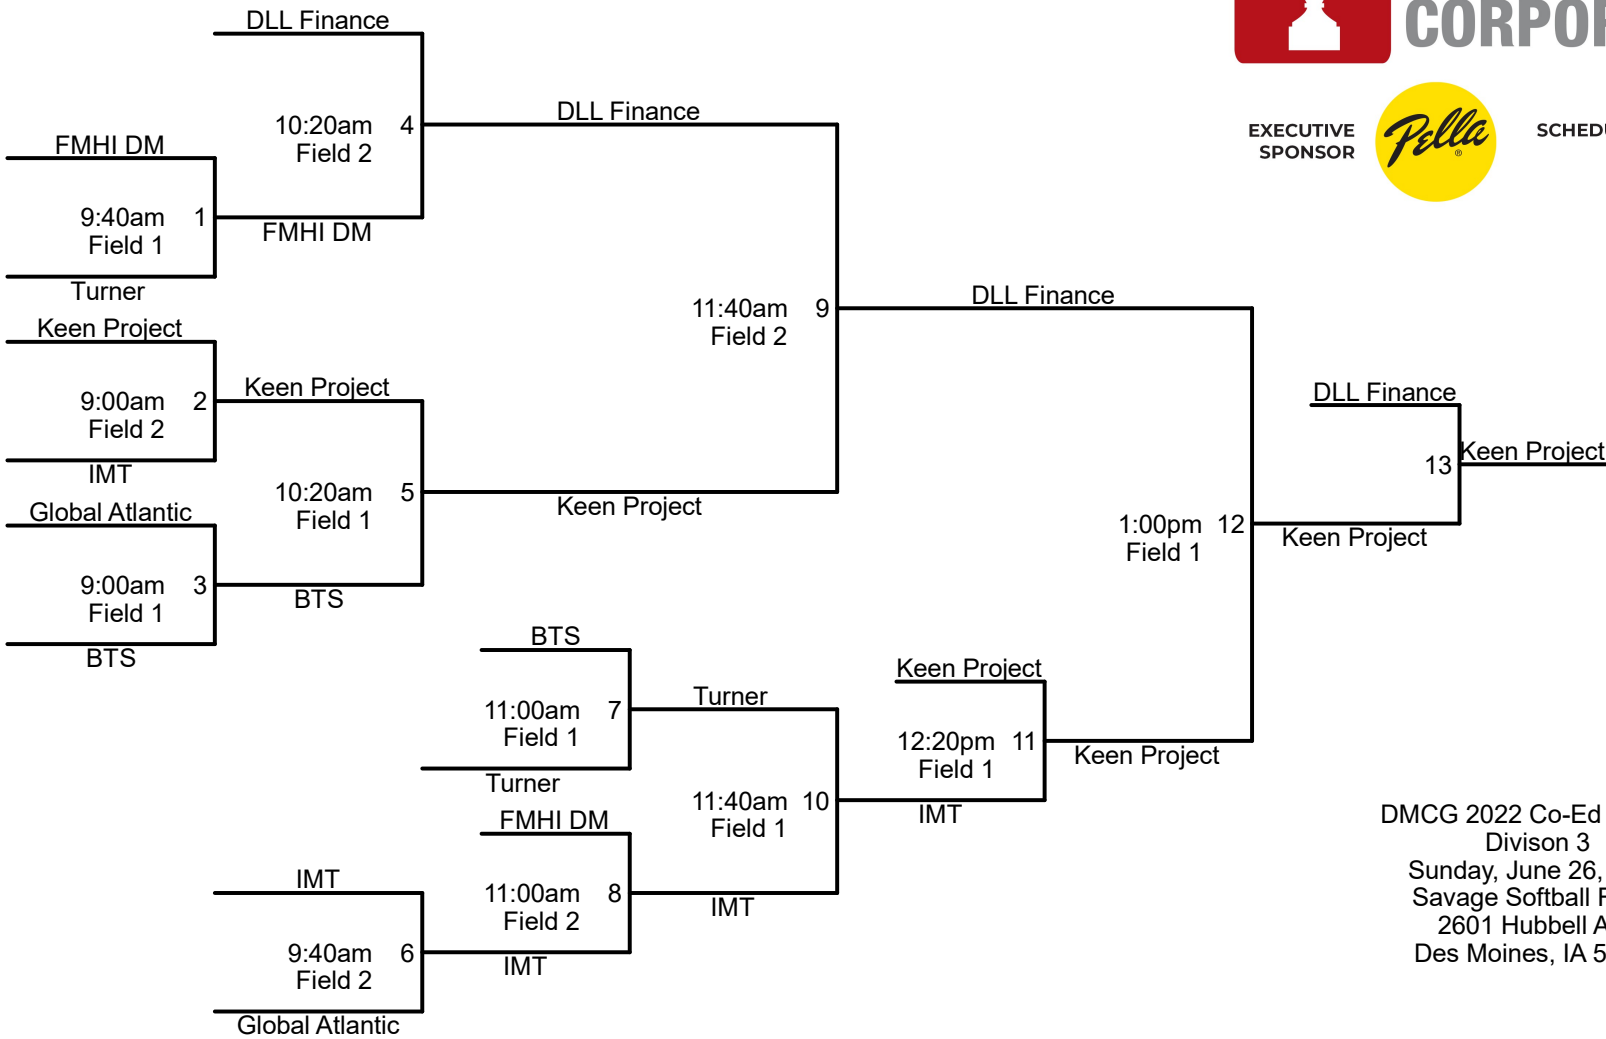 DLL Finance
CORPOR
10:20am 4
Field 2
DLL Finance
EXECUTIVE
SPONSOR
Pella
®
SCHEDU
FMHI DM
9:40am 1
Field 1
FMHI DM
Turner
Keen Project
9:00am 2
Field 2
Keen Project
IMT
Global Atlantic
9:00am 3
Field 1
BTS
BTS
10:20am 5
Field 1
Keen Project
11:40am 9
Field 2
DLL Finance
DLL Finance
13
Keen Project
1:00pm 12
Field 1
Keen Project
BTS
11:00am 7
Field 1
Turner
Turner
Keen Project
12:20pm 11
Field 1
Keen Project
11:40am 10
Field 1
IMT
FMHI DM
11:00am 8
Field 2
IMT
IMT
IMT
9:40am 6
Field 2
Global Atlantic
DMCG 2022 Co-Ed
Divison 3
Sunday, June 26,
Savage Softball F
2601 Hubbell A
Des Moines, IA 5